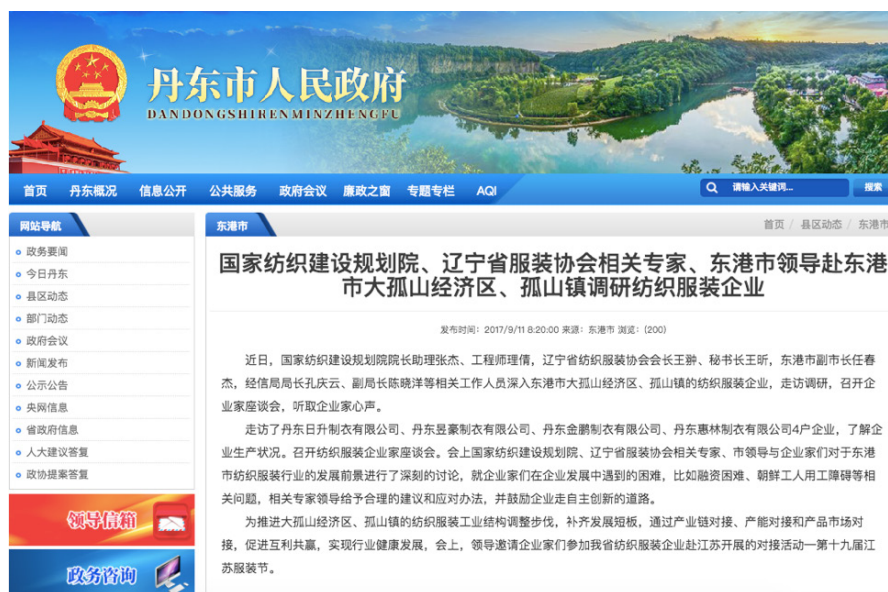 丹东市人民政府
DANDONGSHIRENMINZHENGFU
首页 丹东概况 信息公开 公共服务 政府会议 廉政之窗 专题专栏 AQI 请输入关键词... 搜索
网站导航
政务要闻
今日丹东
县区动态
部门动态
政府会议
新闻发布
公示公告
央网信息
省政府信息
人大建议答复
政协提案答复
领导信箱
政务咨询
东港市 首页 / 县区动态 / 东港市
国家纺织建设规划院、辽宁省服装协会相关专家、东港市领导赴东港
市大孤山经济区、孤山镇调研纺织服装企业
发布时间：2017/9/11 8:20:00 来源：东港市 浏览：(200)
近日，国家纺织建设规划院院长助理张杰、工程师理倩，辽宁省纺织服装协会会长王翀、秘书长王昕，东港市副市长任春
杰，经信局局长孔庆云、副局长陈晓洋等相关工作人员深入东港市大孤山经济区、孤山镇的纺织服装企业，走访调研，召开企
业家座谈会，听取企业家心声。
走访了丹东日升制衣有限公司、丹东昱豪制衣有限公司、丹东金鹏制衣有限公司、丹东惠林制衣有限公司4户企业，了解企
业生产状况。召开纺织服装企业家座谈会。会上国家纺织建设规划院、辽宁省服装协会相关专家、市领导与企业家们对于东港
市纺织服装行业的发展前景进行了深刻的讨论，就企业家们在企业发展中遇到的困难，比如融资困难、朝鲜工人用工障碍等相
关问题，相关专家领导给予合理的建议和应对办法，并鼓励企业走自主创新的道路。
为推进大孤山经济区、孤山镇的纺织服装工业结构调整步伐，补齐发展短板，通过产业链对接、产能对接和产品市场对
接，促进互利共赢，实现行业健康发展，会上，领导邀请企业家们参加我省纺织服装企业赴江苏开展的对接活动—第十九届江
苏服装节。